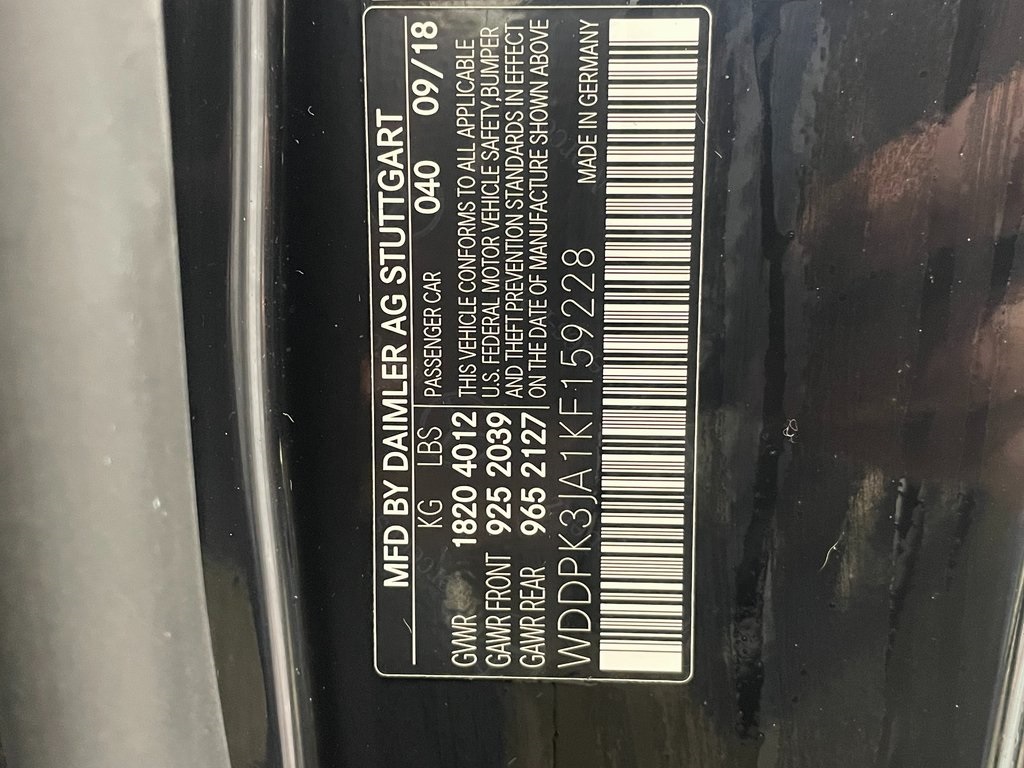 MFD BY DAIMLER AG STUTTGART
KG LBS PASSENGER CAR 040 09/18
GWR 1820 4012 THIS VEHICLE CONFORMS TO ALL APPLICABLE
GAWR FRONT 925 2039 U.S. FEDERAL MOTOR VEHICLE SAFETY,BUMPER
GAWR REAR 965 2127 AND THEFT PREVENTION STANDARDS IN EFFECT
ON THE DATE OF MANUFACTURE SHOWN ABOVE
WDDPK3JA1KF159228 MADE IN GERMANY